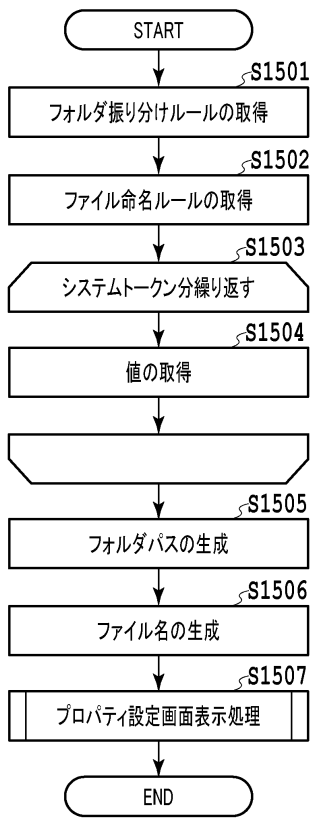 START
S1501
フォルダ振り分けルールの取得
S1502
ファイル命名ルールの取得
S1503
システムトークン分繰り返す
S1504
値の取得
S1505
フォルダパスの生成
S1506
ファイル名の生成
S1507
プロパティ設定画面表示処理
END